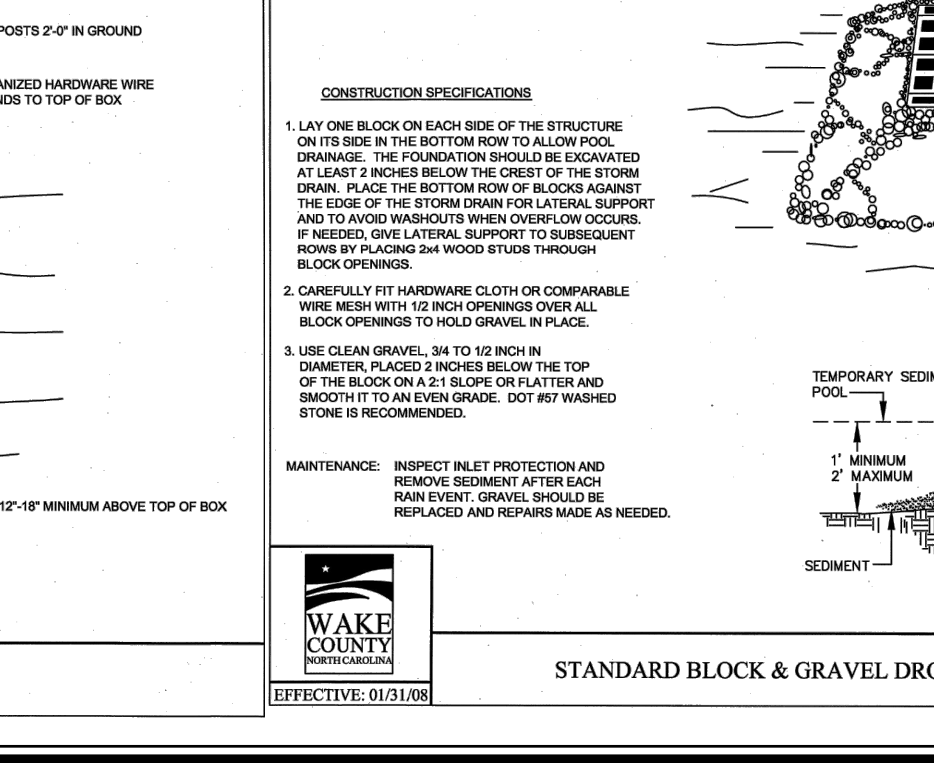 POSTS 2'-0" IN GROUND
HARDWARE WIRE
TO TOP OF BOX
12"-18" MINIMUM ABOVE TOP OF BOX
CONSTRUCTION SPECIFICATIONS
1. LAY ONE BLOCK ON EACH SIDE OF THE STRUCTURE
ON ITS SIDE IN THE BOTTOM ROW TO ALLOW POOL
DRAINAGE. THE FOUNDATION SHOULD BE EXCAVATED
AT LEAST 2 INCHES BELOW THE CREST OF THE STORM
DRAIN. PLACE THE BOTTOM ROW OF BLOCKS AGAINST
THE EDGE OF THE STORM DRAIN FOR LATERAL SUPPORT
AND TO AVOID WASHOUTS WHEN OVERFLOW OCCURS.
IF NEEDED, GIVE LATERAL SUPPORT TO SUBSEQUENT
ROWS BY PLACING 2x4 WOOD STUDS THROUGH
BLOCK OPENINGS.
2. CAREFULLY FIT HARDWARE CLOTH OR COMPARABLE
WIRE MESH WITH 1/2 INCH OPENINGS OVER ALL
BLOCK OPENINGS TO HOLD GRAVEL IN PLACE.
3. USE CLEAN GRAVEL, 3/4 TO 1/2 INCH IN
DIAMETER, PLACED 2 INCHES BELOW THE TOP
OF THE BLOCK ON A 2:1 SLOPE OR FLATTER AND
SMOOTH IT TO AN EVEN GRADE. DOT #57 WASHED
STONE IS RECOMMENDED.
MAINTENANCE: INSPECT INLET PROTECTION AND
REMOVE SEDIMENT AFTER EACH
RAIN EVENT. GRAVEL SHOULD BE
REPLACED AND REPAIRS MADE AS NEEDED.
TEMPORARY
POOL
1' MINIMUM
2' MAXIMUM
SEDIMENT
WAKE
COUNTY
NORTH CAROLINA
EFFECTIVE: 01/31/08
STANDARD BLOCK & GRAVEL